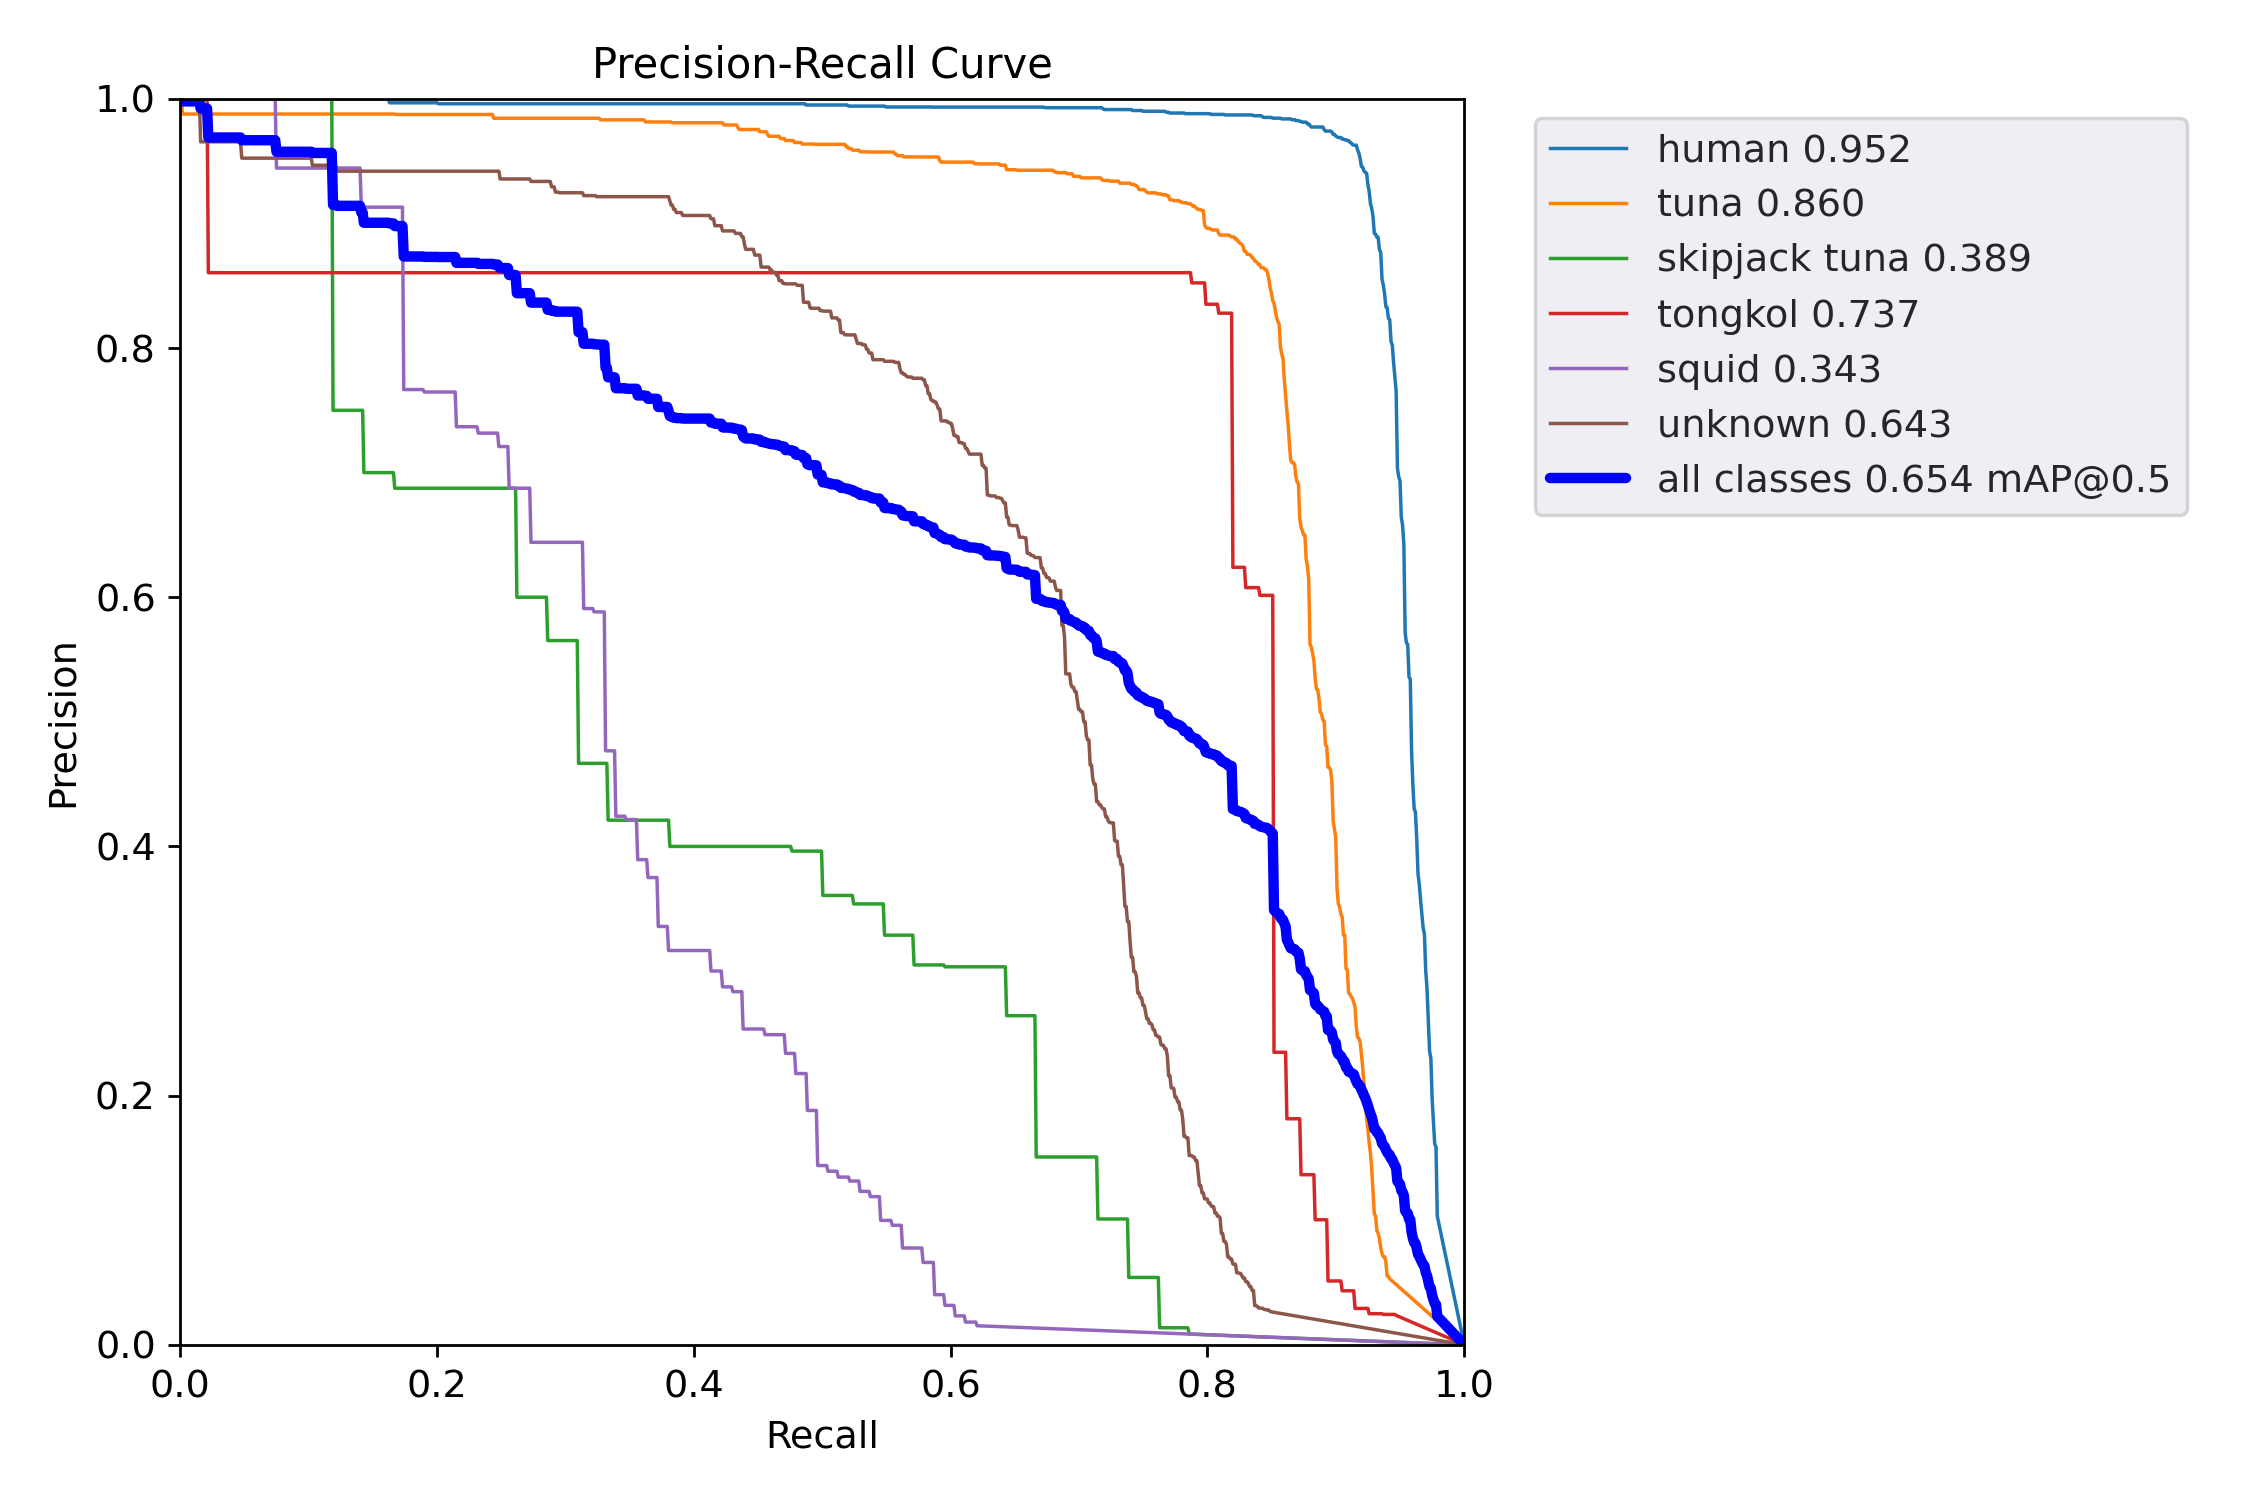 Precision-Recall Curve
1.0
0.8
0.6
0.4
0.2
0.0
Precision
0.0 0.2 0.4 0.6 0.8 1.0
Recall
human 0.952
tuna 0.860
skipjack tuna 0.389
tongkol 0.737
squid 0.343
unknown 0.643
all classes 0.654 mAP@0.5